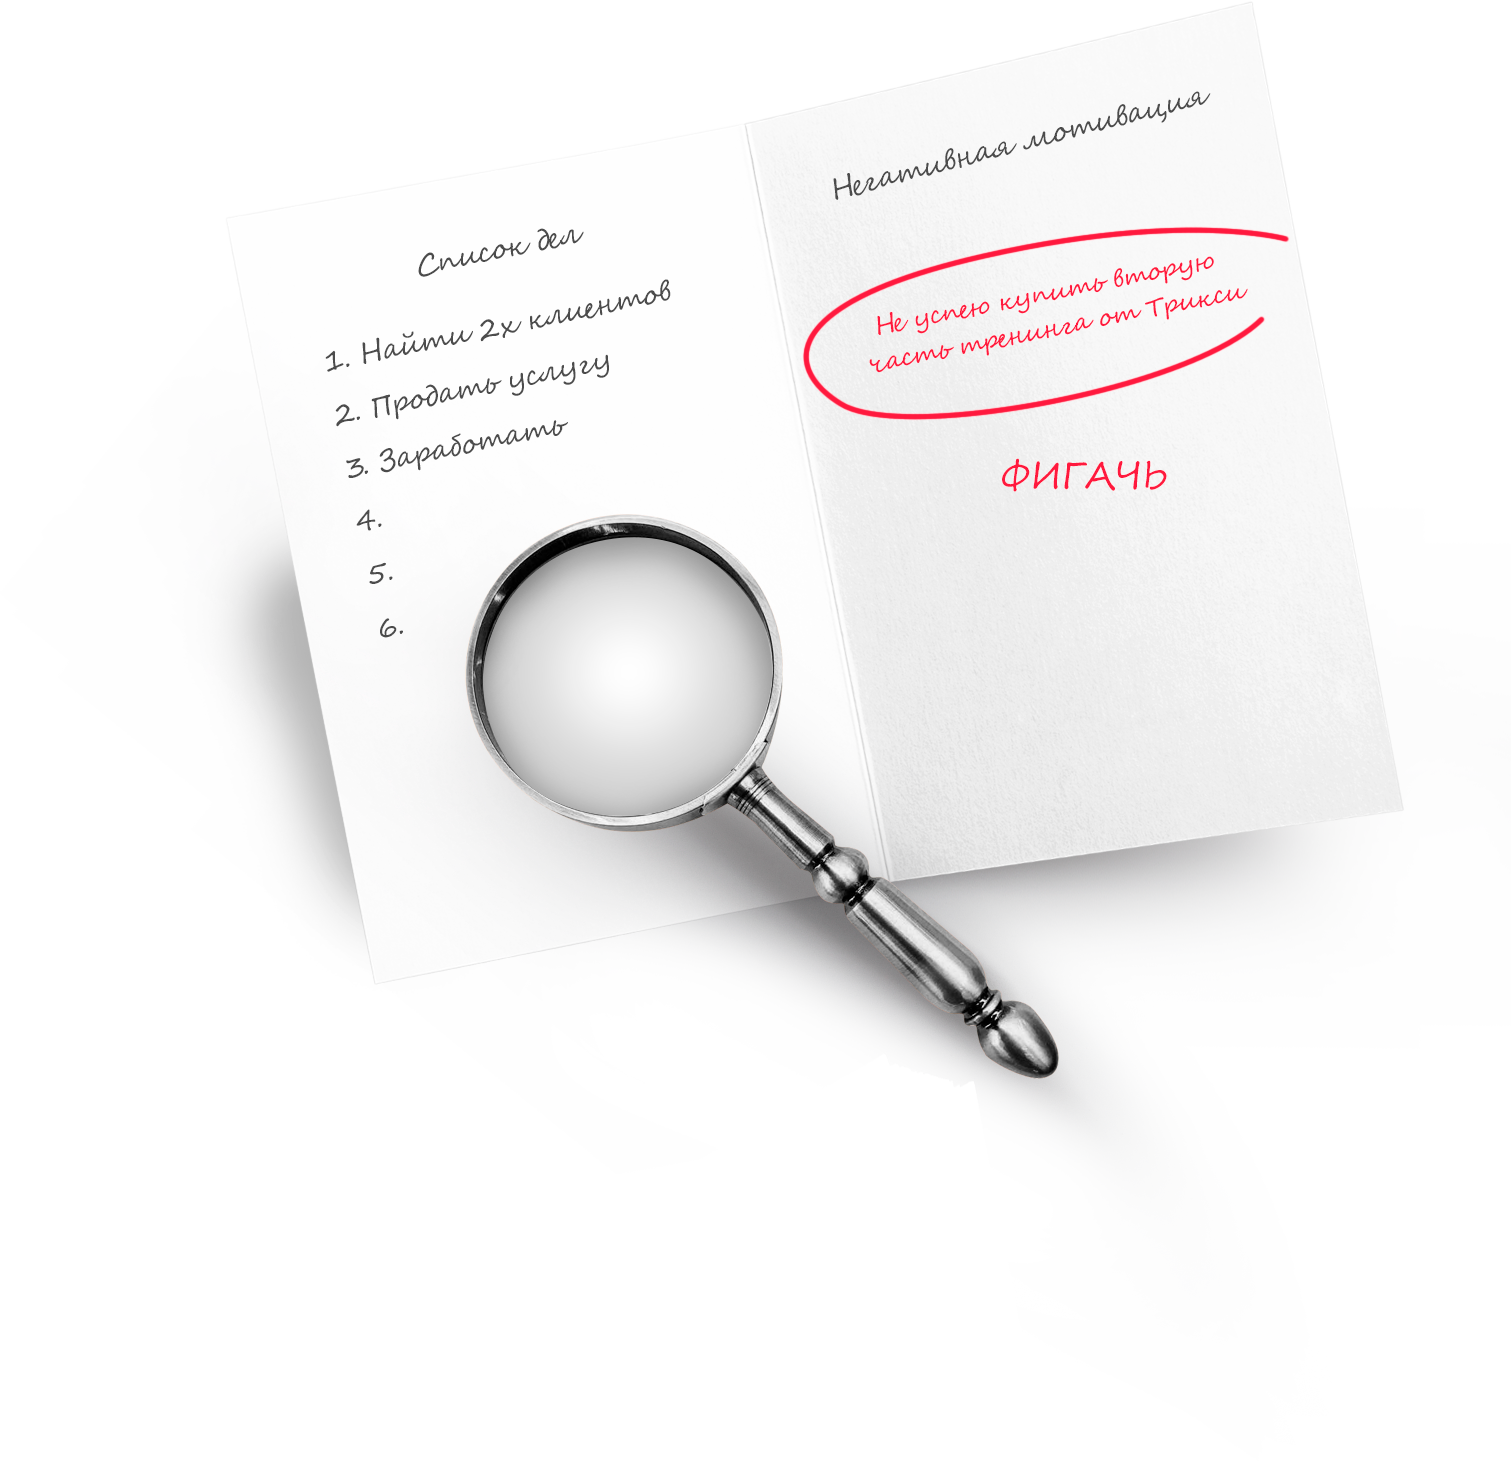 Список дел
1. Найти 2х клиентов
2. Продать услугу
3. Заработать
4.
5.
6.
Негативная мотивация
Не успею купить вторую
часть тренинга от Трикси
ФИГАЧЬ